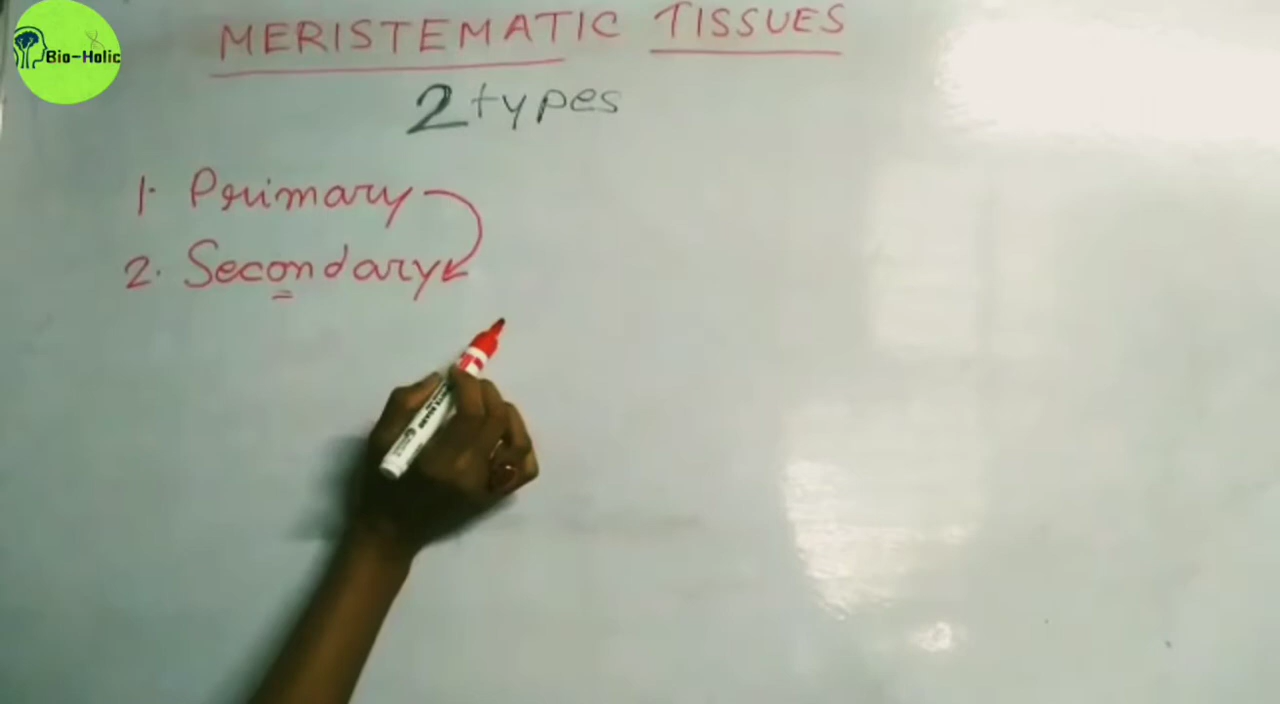 Bio-Holic
MERISTEMATIC TISSUES
2 types
1. Primary
2. Secondary